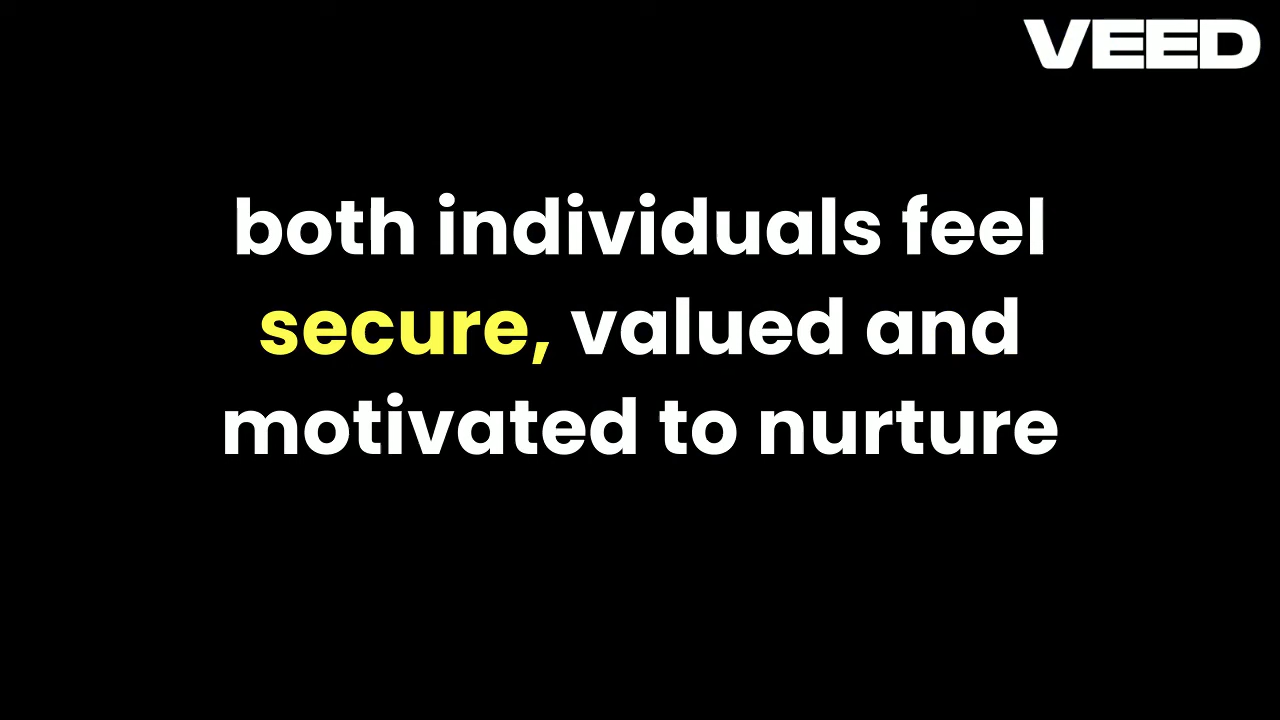 VEED
both individuals feel
secure, valued and
motivated to nurture